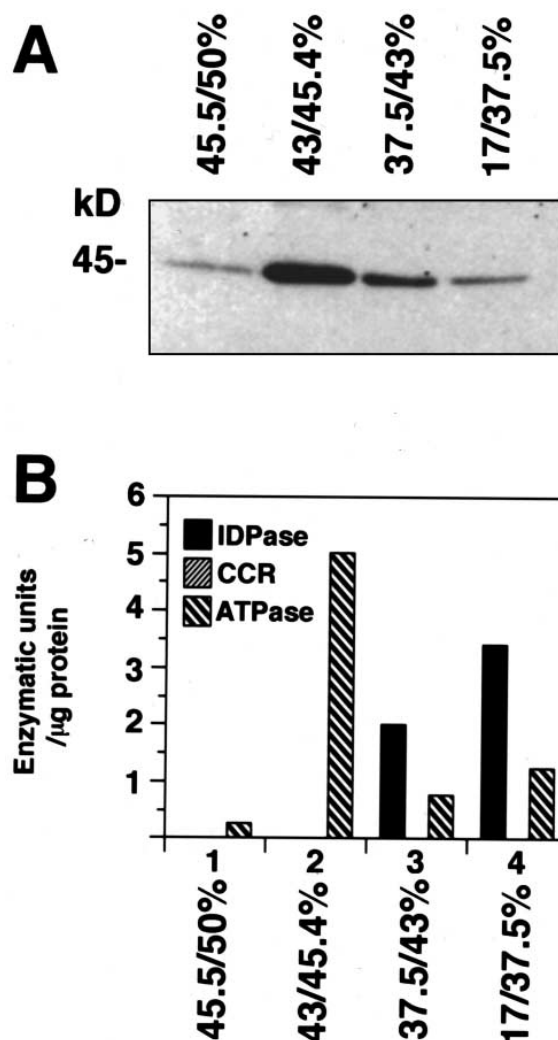 A
45.5/50%
43/45.4%
37.5/43%
17/37.5%
kD
45-
B
6
5
4
3
2
1
Enzymatic units
/µg protein
IDPase
CCR
ATPase
1
2
3
4
45.5/50%
43/45.4%
37.5/43%
17/37.5%